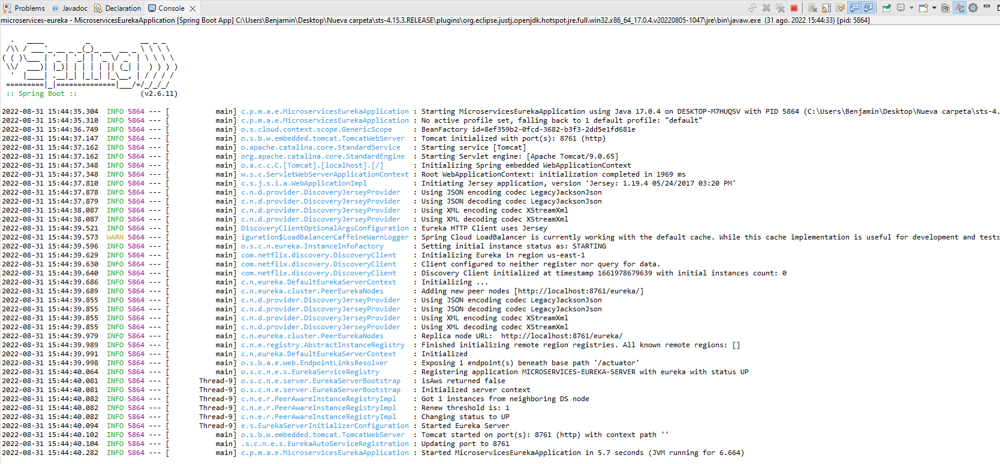 Problems @ Javadoc Declaration Console
microservices-eureka - MicroservicesEurekaApplication [Spring Boot App] C:\Users\Benjamin\Desktop\Nueva carpeta\sts-4.15.3.RELEASE\plugins\org.eclipse.justj.openjdk.hotspot.jre.full.win32.x86_64_17.0.4.v20220805-1047\jre\bin\javaw.exe (31 ago. 2022 15:44:33) [pid: 5864]
  .   ____          _            __ _ _
 /\\ / ___'_ __ _ _(_)_ __  __ _ \ \ \ \
( ( )\___ | '_ | '_| | '_ \/ _` | \ \ \ \
 \\/  ___)| |_)| | | | | || (_| |  ) ) ) )
  '  |____| .__|_| |_|_| |_\__, | / / / /
 =========|_|==============|___/=/_/_/_/
 :: Spring Boot ::               (v2.6.11)
2022-08-31 15:44:35.304  INFO 5864 --- [           main] c.p.m.a.e.MicroservicesEurekaApplication : Starting MicroservicesEurekaApplication using Java 17.0.4 on DESKTOP-M7HUQSV with PID 5864 (C:\Users\Benjamin\Desktop\Nueva carpeta\sts-4.
2022-08-31 15:44:35.310  INFO 5864 --- [           main] c.p.m.a.e.MicroservicesEurekaApplication : No active profile set, falling back to 1 default profile: "default"
2022-08-31 15:44:36.749  INFO 5864 --- [           main] o.s.cloud.context.scope.GenericScope     : BeanFactory id=8ef359b2-0fcd-3682-b3f3-2dd5e1fd681e
2022-08-31 15:44:37.147  INFO 5864 --- [           main] o.s.b.w.embedded.tomcat.TomcatWebServer  : Tomcat initialized with port(s): 8761 (http)
2022-08-31 15:44:37.162  INFO 5864 --- [           main] o.apache.catalina.core.StandardService   : Starting service [Tomcat]
2022-08-31 15:44:37.162  INFO 5864 --- [           main] org.apache.catalina.core.StandardEngine  : Starting Servlet engine: [Apache Tomcat/9.0.65]
2022-08-31 15:44:37.348  INFO 5864 --- [           main] o.a.c.c.C.[Tomcat].[localhost].[/]       : Initializing Spring embedded WebApplicationContext
2022-08-31 15:44:37.348  INFO 5864 --- [           main] w.s.c.ServletWebServerApplicationContext : Root WebApplicationContext: initialization completed in 1969 ms
2022-08-31 15:44:37.810  INFO 5864 --- [           main] c.s.j.s.i.a.WebApplicationImpl           : Initiating Jersey application, version 'Jersey: 1.19.4 05/24/2017 03:20 PM'
2022-08-31 15:44:37.878  INFO 5864 --- [           main] c.n.d.provider.DiscoveryJerseyProvider   : Using JSON encoding codec LegacyJacksonJson
2022-08-31 15:44:37.879  INFO 5864 --- [           main] c.n.d.provider.DiscoveryJerseyProvider   : Using JSON decoding codec LegacyJacksonJson
2022-08-31 15:44:38.087  INFO 5864 --- [           main] c.n.d.provider.DiscoveryJerseyProvider   : Using XML encoding codec XStreamXml
2022-08-31 15:44:38.087  INFO 5864 --- [           main] c.n.d.provider.DiscoveryJerseyProvider   : Using XML decoding codec XStreamXml
2022-08-31 15:44:39.521  INFO 5864 --- [           main] DiscoveryClientOptionalArgsConfiguration : Eureka HTTP Client uses Jersey
2022-08-31 15:44:39.573  WARN 5864 --- [           main] iguration$LoadBalancerCaffeineWarnLogger : Spring Cloud LoadBalancer is currently working with the default cache. While this cache implementation is useful for development and tests
2022-08-31 15:44:39.596  INFO 5864 --- [           main] o.s.c.n.eureka.InstanceInfoFactory       : Setting initial instance status as: STARTING
2022-08-31 15:44:39.629  INFO 5864 --- [           main] com.netflix.discovery.DiscoveryClient    : Initializing Eureka in region us-east-1
2022-08-31 15:44:39.630  INFO 5864 --- [           main] com.netflix.discovery.DiscoveryClient    : Client configured to neither register nor query for data.
2022-08-31 15:44:39.640  INFO 5864 --- [           main] com.netflix.discovery.DiscoveryClient    : Discovery Client initialized at timestamp 1661978679639 with initial instances count: 0
2022-08-31 15:44:39.686  INFO 5864 --- [           main] c.n.eureka.DefaultEurekaServerContext    : Initializing ...
2022-08-31 15:44:39.689  INFO 5864 --- [           main] c.n.eureka.cluster.PeerEurekaNodes       : Adding new peer nodes [http://localhost:8761/eureka/]
2022-08-31 15:44:39.855  INFO 5864 --- [           main] c.n.d.provider.DiscoveryJerseyProvider   : Using JSON encoding codec LegacyJacksonJson
2022-08-31 15:44:39.855  INFO 5864 --- [           main] c.n.d.provider.DiscoveryJerseyProvider   : Using JSON decoding codec LegacyJacksonJson
2022-08-31 15:44:39.855  INFO 5864 --- [           main] c.n.d.provider.DiscoveryJerseyProvider   : Using XML encoding codec XStreamXml
2022-08-31 15:44:39.855  INFO 5864 --- [           main] c.n.d.provider.DiscoveryJerseyProvider   : Using XML decoding codec XStreamXml
2022-08-31 15:44:39.979  INFO 5864 --- [           main] c.n.eureka.cluster.PeerEurekaNodes       : Replica node URL:  http://localhost:8761/eureka/
2022-08-31 15:44:39.989  INFO 5864 --- [           main] c.n.e.registry.AbstractInstanceRegistry  : Finished initializing remote region registries. All known remote regions: []
2022-08-31 15:44:39.991  INFO 5864 --- [           main] c.n.eureka.DefaultEurekaServerContext    : Initialized
2022-08-31 15:44:39.998  INFO 5864 --- [           main] o.s.b.a.e.web.EndpointLinksResolver      : Exposing 1 endpoint(s) beneath base path '/actuator'
2022-08-31 15:44:40.064  INFO 5864 --- [           main] o.s.c.n.e.s.EurekaServiceRegistry        : Registering application MICROSERVICES-EUREKA-SERVER with eureka with status UP
2022-08-31 15:44:40.081  INFO 5864 --- [       Thread-9] o.s.c.n.e.server.EurekaServerBootstrap   : isAws returned false
2022-08-31 15:44:40.081  INFO 5864 --- [       Thread-9] o.s.c.n.e.server.EurekaServerBootstrap   : Initialized server context
2022-08-31 15:44:40.082  INFO 5864 --- [       Thread-9] c.n.e.r.PeerAwareInstanceRegistryImpl    : Got 1 instances from neighboring DS node
2022-08-31 15:44:40.082  INFO 5864 --- [       Thread-9] c.n.e.r.PeerAwareInstanceRegistryImpl    : Renew threshold is: 1
2022-08-31 15:44:40.082  INFO 5864 --- [       Thread-9] c.n.e.r.PeerAwareInstanceRegistryImpl    : Changing status to UP
2022-08-31 15:44:40.094  INFO 5864 --- [       Thread-9] e.s.EurekaServerInitializerConfiguration : Started Eureka Server
2022-08-31 15:44:40.102  INFO 5864 --- [           main] o.s.b.w.embedded.tomcat.TomcatWebServer  : Tomcat started on port(s): 8761 (http) with context path ''
2022-08-31 15:44:40.104  INFO 5864 --- [           main] .s.c.n.e.s.EurekaAutoServiceRegistration : Updating port to 8761
2022-08-31 15:44:40.282  INFO 5864 --- [           main] c.p.m.a.e.MicroservicesEurekaApplication : Started MicroservicesEurekaApplication in 5.7 seconds (JVM running for 6.664)